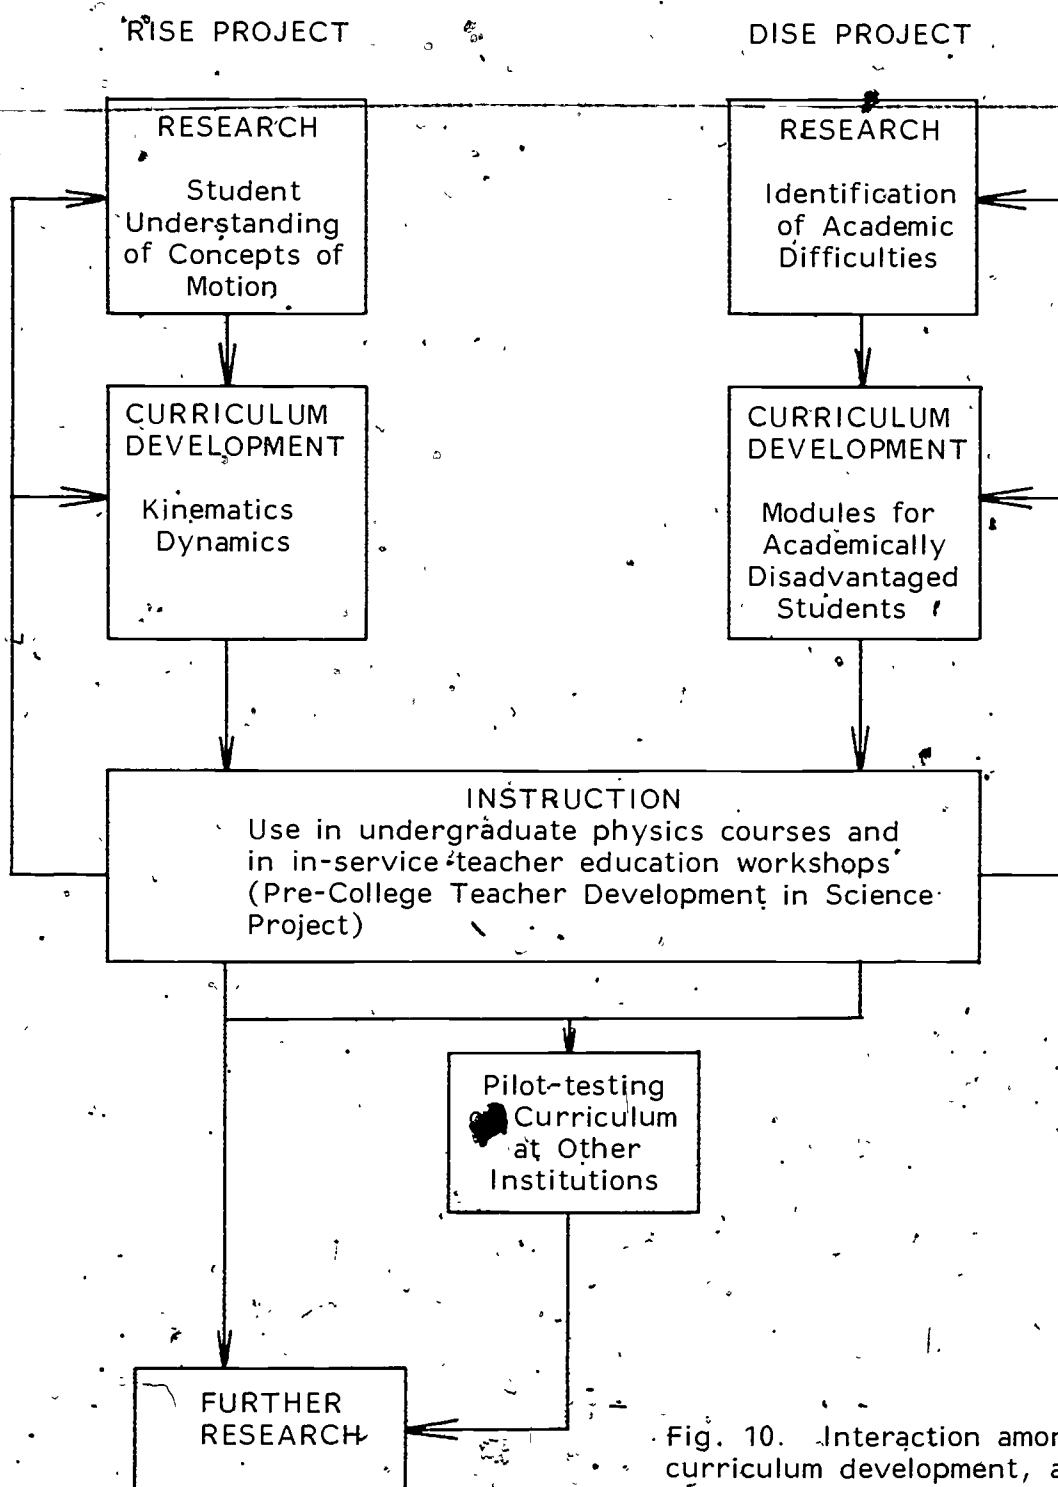 RISE PROJECT
DISE PROJECT
RESEARCH
Student
Understanding
of Concepts of
Motion
RESEARCH
Identification
of Academic
Difficulties
CURRICULUM
DEVELOPMENT
Kinematics
Dynamics
CURRICULUM
DEVELOPMENT
Modules for
Academically
Disadvantaged
Students
INSTRUCTION
Use in undergraduate physics courses and
in in-service teacher education workshops
(Pre-College Teacher Development in Science
Project)
Pilot-testing
Curriculum
at Other
Institutions
FURTHER
RESEARCH
Fig. 10. Interaction
curriculum development,